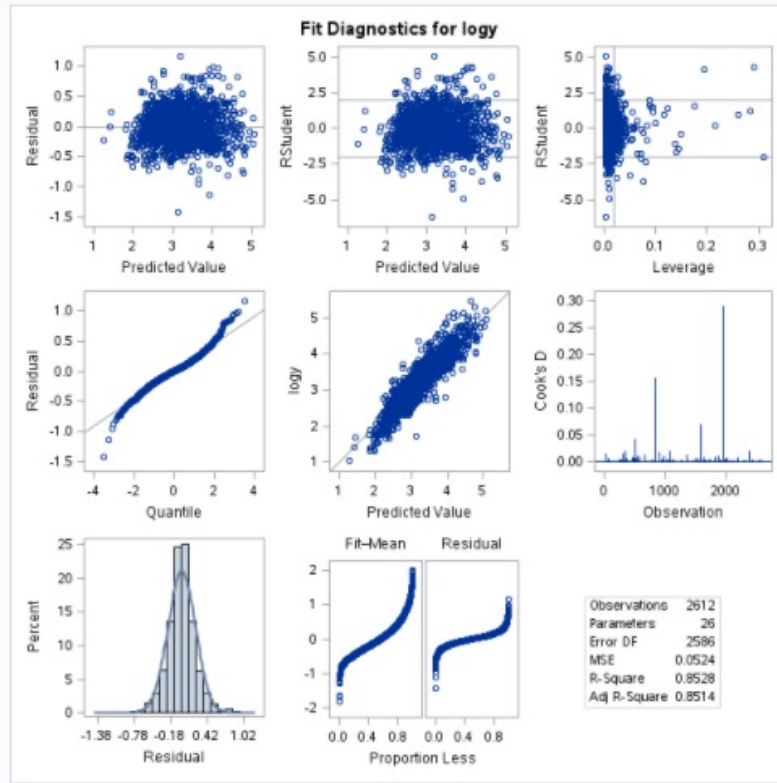 Fit Diagnostics for logy
Residual
1.0
0.5
0.0
-0.5
-1.0
-1.5
1 2 3 4 5
Predicted Value
RStudent
5.0
2.5
0.0
-2.5
-5.0
1 2 3 4 5
Predicted Value
RStudent
5.0
2.5
0.0
-2.5
-5.0
0.0 0.1 0.2 0.3
Leverage
Residual
1.0
0.5
0.0
-0.5
-1.0
-1.5
-4 -2 0 2 4
Quantile
logy
5
4
3
2
1
1 2 3 4 5
Predicted Value
Cook's D
0.30
0.25
0.20
0.15
0.10
0.05
0.00
0 1000 2000
Observation
Percent
25
20
15
10
5
0
-1.38 -0.78 -0.18 0.42 1.02
Residual
Fit–Mean Residual
2
1
0
-1
-2
0.0 0.4 0.8 0.0 0.4 0.8
Proportion Less
Observations 2612
Parameters 26
Error DF 2586
MSE 0.0524
R-Square 0.8528
Adj R-Square 0.8514